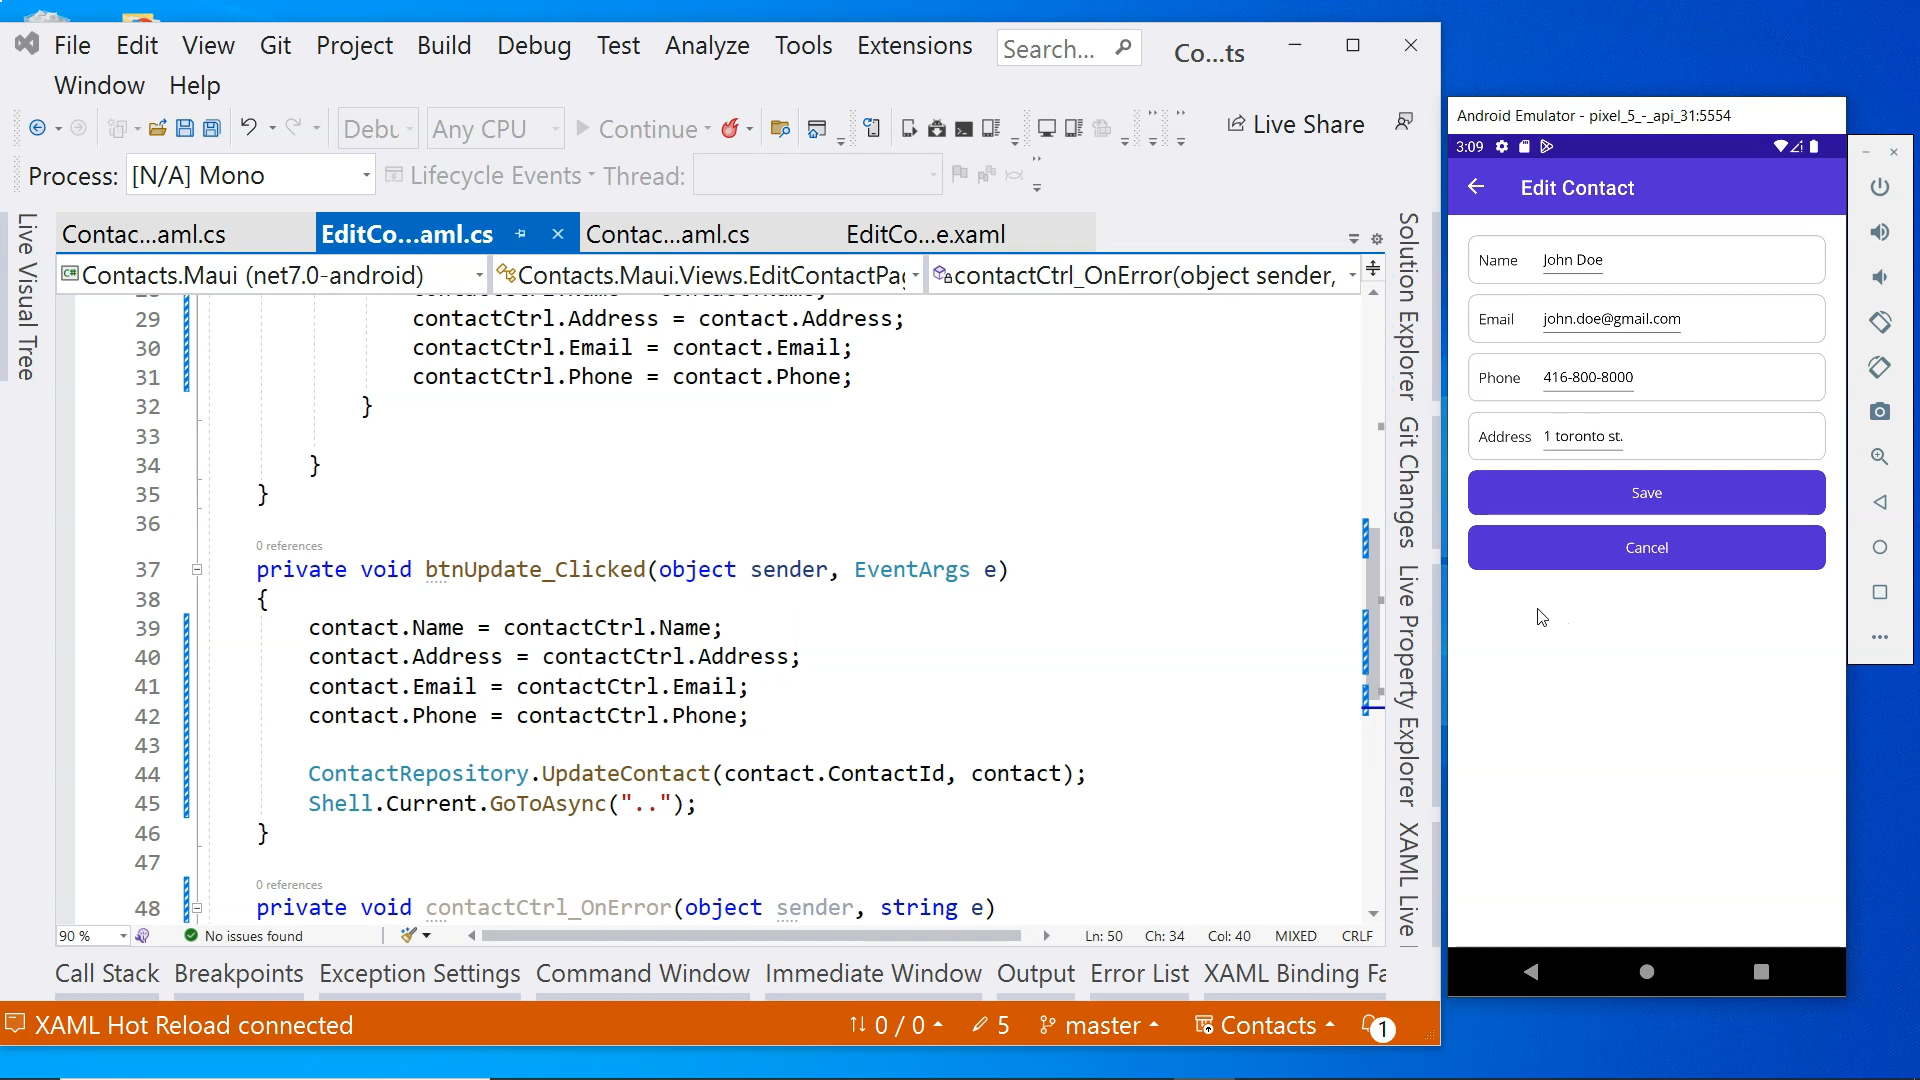 File Edit View Git Project Build Debug Test Analyze Tools Extensions Search... Co...ts
Window Help
Debu Any CPU Continue Live Share
Process: [N/A] Mono Lifecycle Events Thread:
Live Visual Tree
Contac...aml.cs EditCo...aml.cs Contac...aml.cs EditCo...e.xaml
Contacts.Maui (net7.0-android) Contacts.Maui.Views.EditContactPag contactCtrl_OnError(object sender,
29 contactCtrl.Address = contact.Address;
30 contactCtrl.Email = contact.Email;
31 contactCtrl.Phone = contact.Phone;
32 }
33
34 }
35 }
36
0 references
37 private void btnUpdate_Clicked(object sender, EventArgs e)
38 {
39 contact.Name = contactCtrl.Name;
40 contact.Address = contactCtrl.Address;
41 contact.Email = contactCtrl.Email;
42 contact.Phone = contactCtrl.Phone;
43
44 ContactRepository.UpdateContact(contact.ContactId, contact);
45 Shell.Current.GoToAsync("..");
46 }
47
0 references
48 private void contactCtrl_OnError(object sender, string e)
90 % No issues found Ln: 50 Ch: 34 Col: 40 MIXED CRLF
Call Stack Breakpoints Exception Settings Command Window Immediate Window Output Error List XAML Binding Fa
XAML Hot Reload connected 0 / 0 5 master Contacts 1
Solution Explorer
Git Changes
Live Property Explorer
XAML Live
Android Emulator - pixel_5_-_api_31:5554
3:09
Edit Contact
Name John Doe
Email john.doe@gmail.com
Phone 416-800-8000
Address 1 toronto st.
Save
Cancel